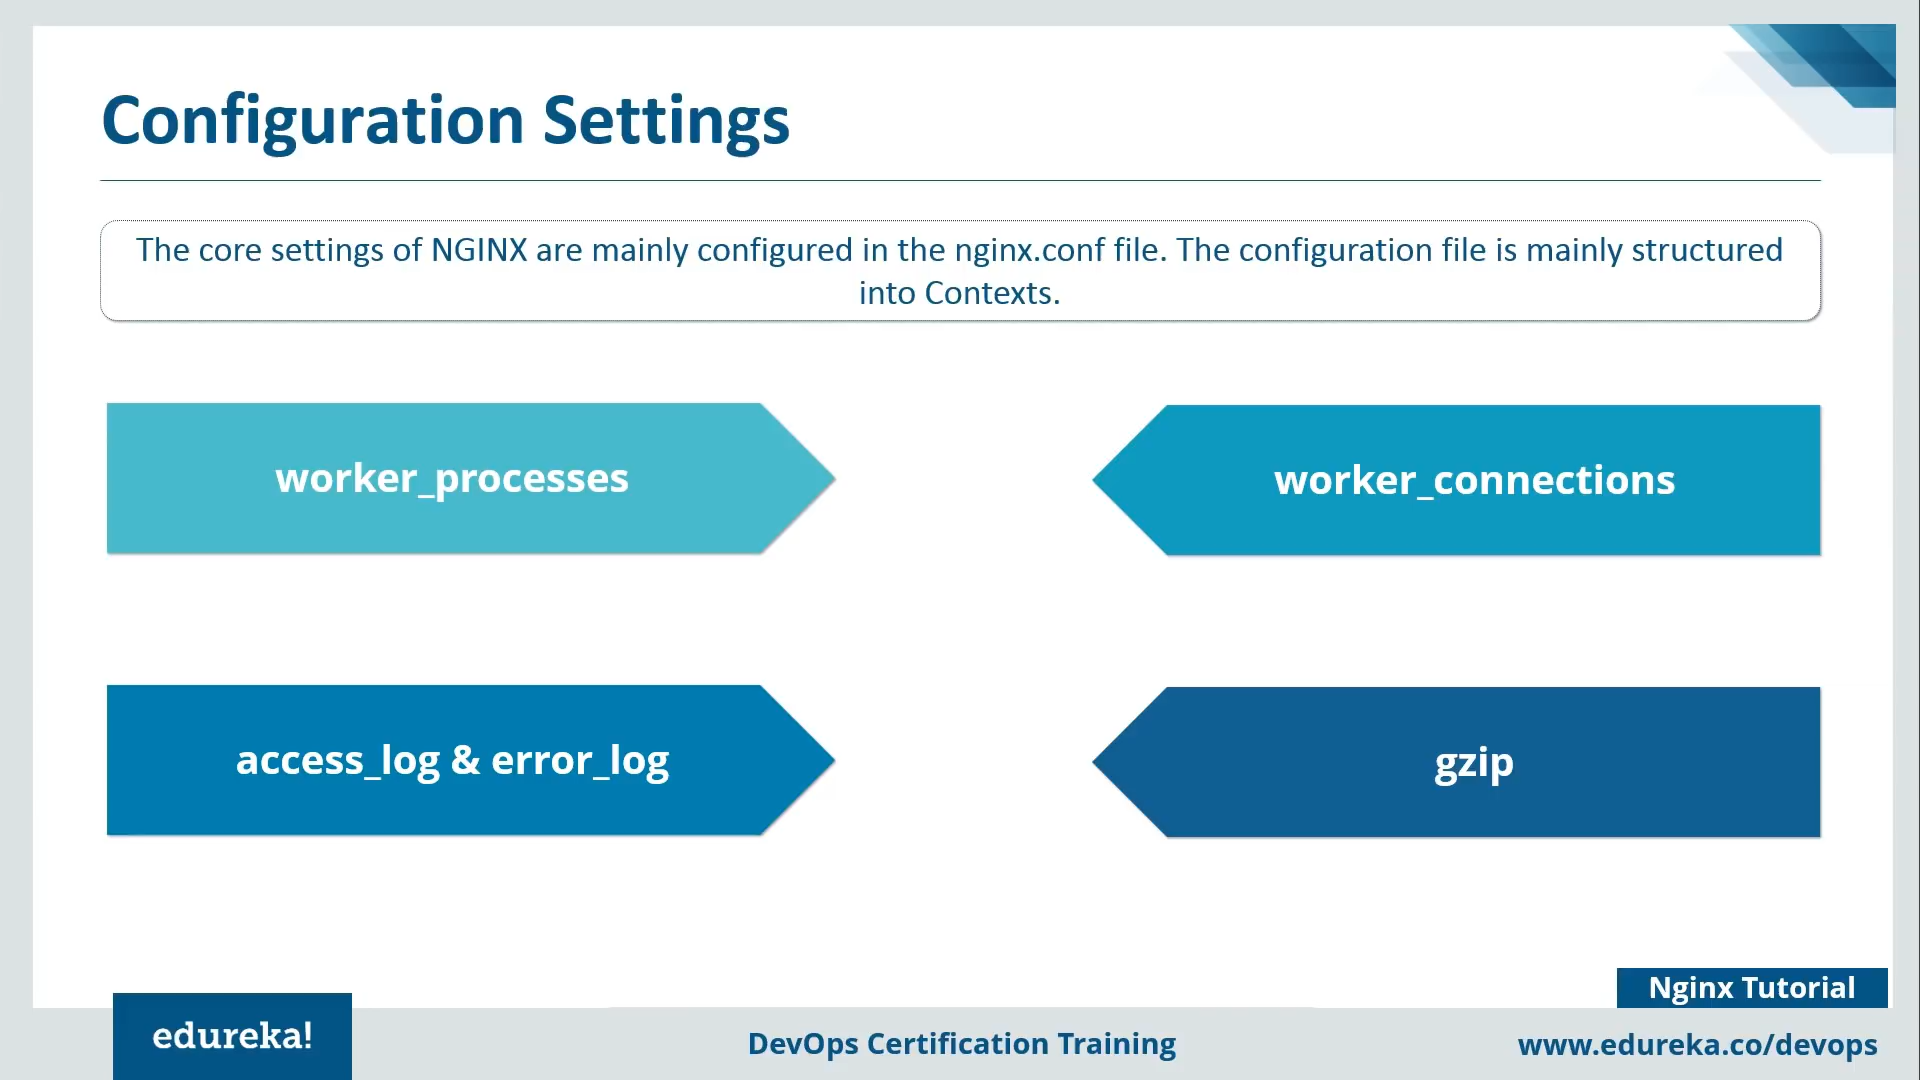 Configuration Settings
The core settings of NGINX are mainly configured in the nginx.conf file. The configuration file is mainly structured
into Contexts.
worker_processes
worker_connections
access_log & error_log
gzip
Nginx Tutorial
edureka!
DevOps Certification Training
www.edureka.co/devops